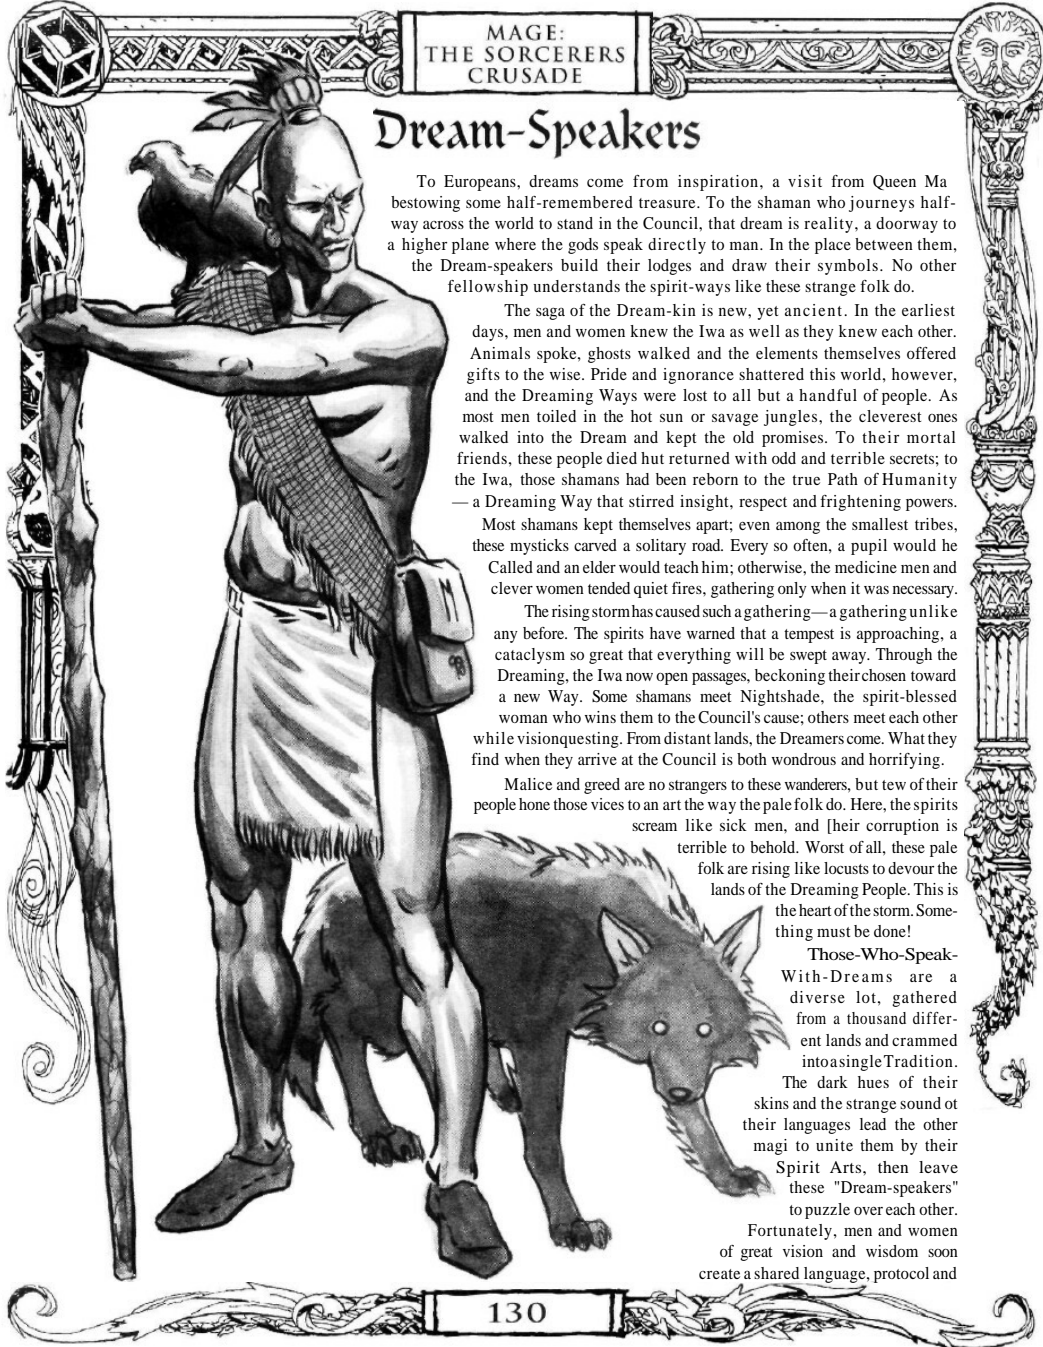 MAGE:
THE SORCERERS
CRUSADE
Dream-Speakers
To Europeans, dreams come from inspiration, a visit from Queen Ma
bestowing some half-remembered treasure. To the shaman who journeys half-
way across the world to stand in the Council, that dream is reality, a doorway to
a higher plane where the gods speak directly to man. In the place between them,
the Dream-speakers build their lodges and draw their symbols. No other
fellowship understands the spirit-ways like these strange folk do.
The saga of the Dream-kin is new, yet ancient. In the earliest
days, men and women knew the Iwa as well as they knew each other.
Animals spoke, ghosts walked and the elements themselves offered
gifts to the wise. Pride and ignorance shattered this world, however,
and the Dreaming Ways were lost to all but a handful of people. As
most men toiled in the hot sun or savage jungles, the cleverest ones
walked into the Dream and kept the old promises. To their mortal
friends, these people died hut returned with odd and terrible secrets; to
the Iwa, those shamans had been reborn to the true Path of Humanity
— a Dreaming Way that stirred insight, respect and frightening powers.
Most shamans kept themselves apart; even among the smallest tribes,
these mysticks carved a solitary road. Every so often, a pupil would he
Called and an elder would teach him; otherwise, the medicine men and
clever women tended quiet fires, gathering only when it was necessary.
The rising storm has caused such a gathering — a gathering unlike
any before. The spirits have warned that a tempest is approaching, a
cataclysm so great that everything will be swept away. Through the
Dreaming, the Iwa now open passages, beckoning their chosen toward
a new Way. Some shamans meet Nightshade, the spirit-blessed
woman who wins them to the Council's cause; others meet each other
while visionquesting. From distant lands, the Dreamers come. What they
find when they arrive at the Council is both wondrous and horrifying.
Malice and greed are no strangers to these wanderers, but tew of their
people hone those vices to an art the way the pale folk do. Here, the spirits
scream like sick men, and [heir corruption is
terrible to behold. Worst of all, these pale
folk are rising like locusts to devour the
lands of the Dreaming People. This is
the heart of the storm. Some-
thing must be done!
Those-Who-Speak-
With-Dreams are a
diverse lot, gathered
from a thousand differ-
ent lands and crammed
into a single Tradition.
The dark hues of their
skins and the strange sound ot
their languages lead the other
magi to unite them by their
Spirit Arts, then leave
these "Dream-speakers"
to puzzle over each other.
Fortunately, men and women
of great vision and wisdom soon
create a shared language, protocol and
130